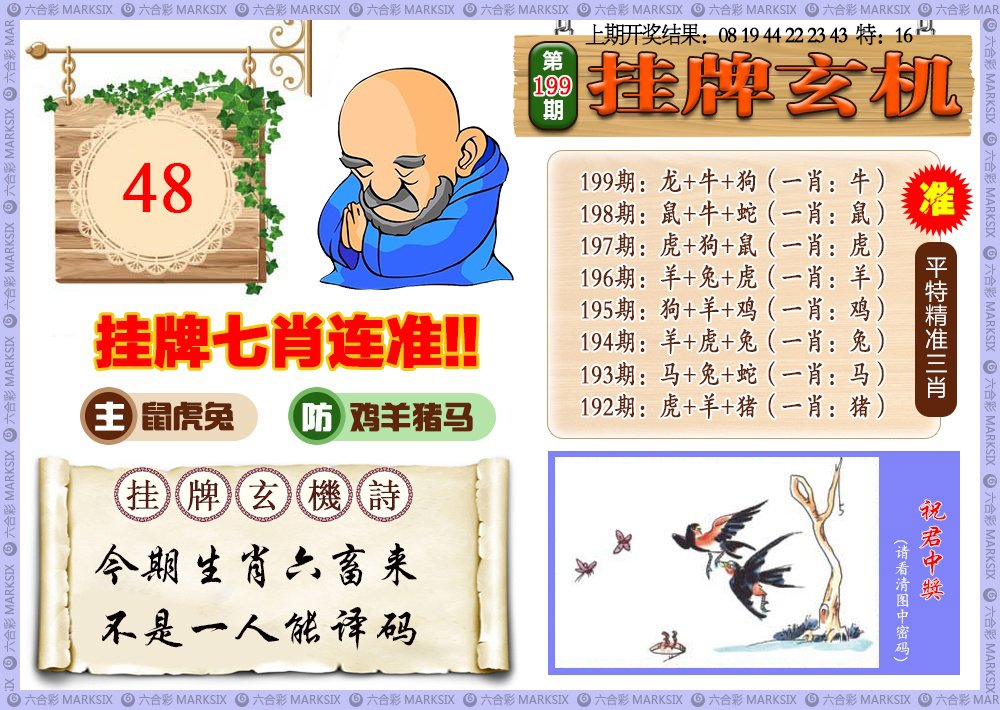 六合彩 MARKSIX
上期开奖结果：08 19 44 22 23 43 特：16
第199期
挂牌玄机
48
挂牌七肖连准!!
主 鼠虎兔
防 鸡羊猪马
挂牌玄機詩
今期生肖六畜来
不是一人能译码
199期：龙+牛+狗（一肖：牛）
198期：鼠+牛+蛇（一肖：鼠）
197期：虎+狗+鼠（一肖：虎）
196期：羊+兔+虎（一肖：羊）
195期：狗+羊+鸡（一肖：鸡）
194期：羊+虎+兔（一肖：兔）
193期：马+兔+蛇（一肖：马）
192期：虎+羊+猪（一肖：猪）
准
平特精准三肖
祝君中獎
（请看清图中密码）